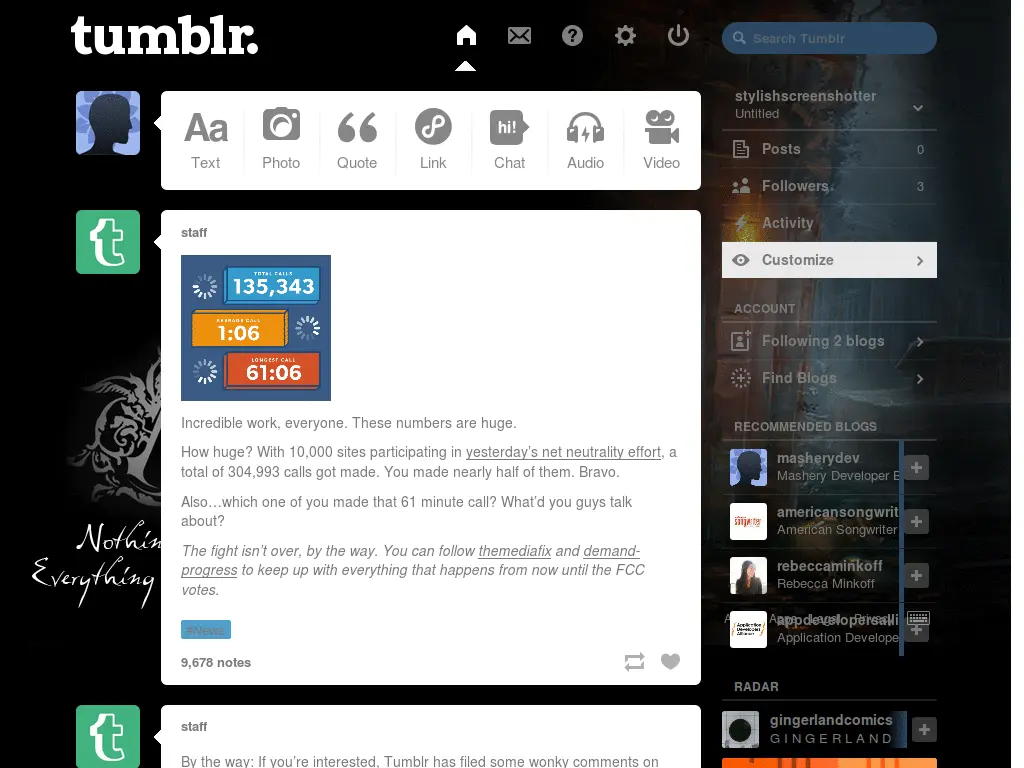 tumblr.
Search Tumblr
stylishscreenshotter
Untitled
Aa
hi!
Text
Photo
Quote
Link
Chat
Audio
Video
Posts 0
Followers 3
Activity
Customize
ACCOUNT
Following 2 blogs
Find Blogs
RECOMMENDED BLOGS
masherydev
Mashery Developer E
americansongwrit
American Songwriter
rebeccaminkoff
Rebecca Minkoff
appdevelopersalli
Application Develope
RADAR
gingerlandcomics
GINGERLAND
t
staff
TOTAL CALLS
135,343
AVERAGE CALL
1:06
LONGEST CALL
61:06
Incredible work, everyone. These numbers are huge.
How huge? With 10,000 sites participating in yesterday's net neutrality effort, a
total of 304,993 calls got made. You made nearly half of them. Bravo.
Also…which one of you made that 61 minute call? What'd you guys talk
about?
The fight isn't over, by the way. You can follow themediafix and demand-
progress to keep up with everything that happens from now until the FCC
votes.
#News
9,678 notes
Nothin
Everything
t
staff
By the way: If you're interested, Tumblr has filed some wonky comments on